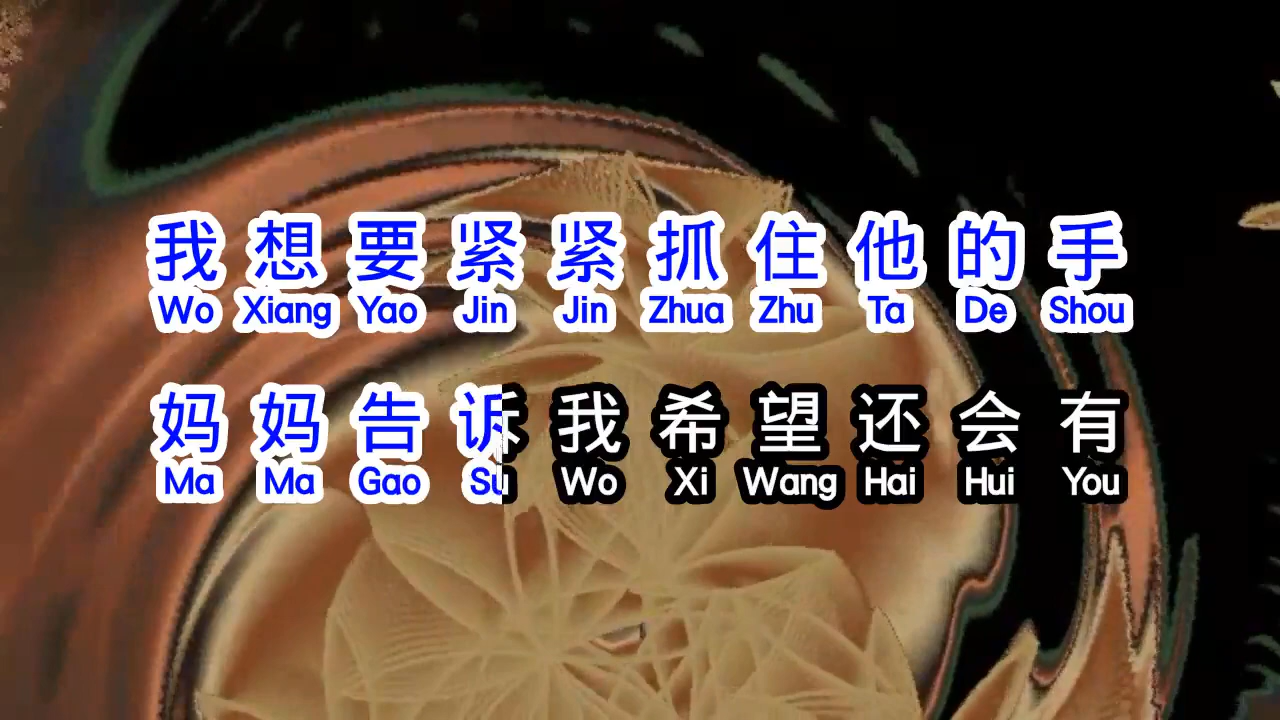 我 想 要 紧 紧 抓 住 他 的 手
Wo Xiang Yao Jin Jin Zhua Zhu Ta De Shou
妈 妈 告 诉 我 希 望 还 会 有
Ma Ma Gao Su Wo Xi Wang Hai Hui You